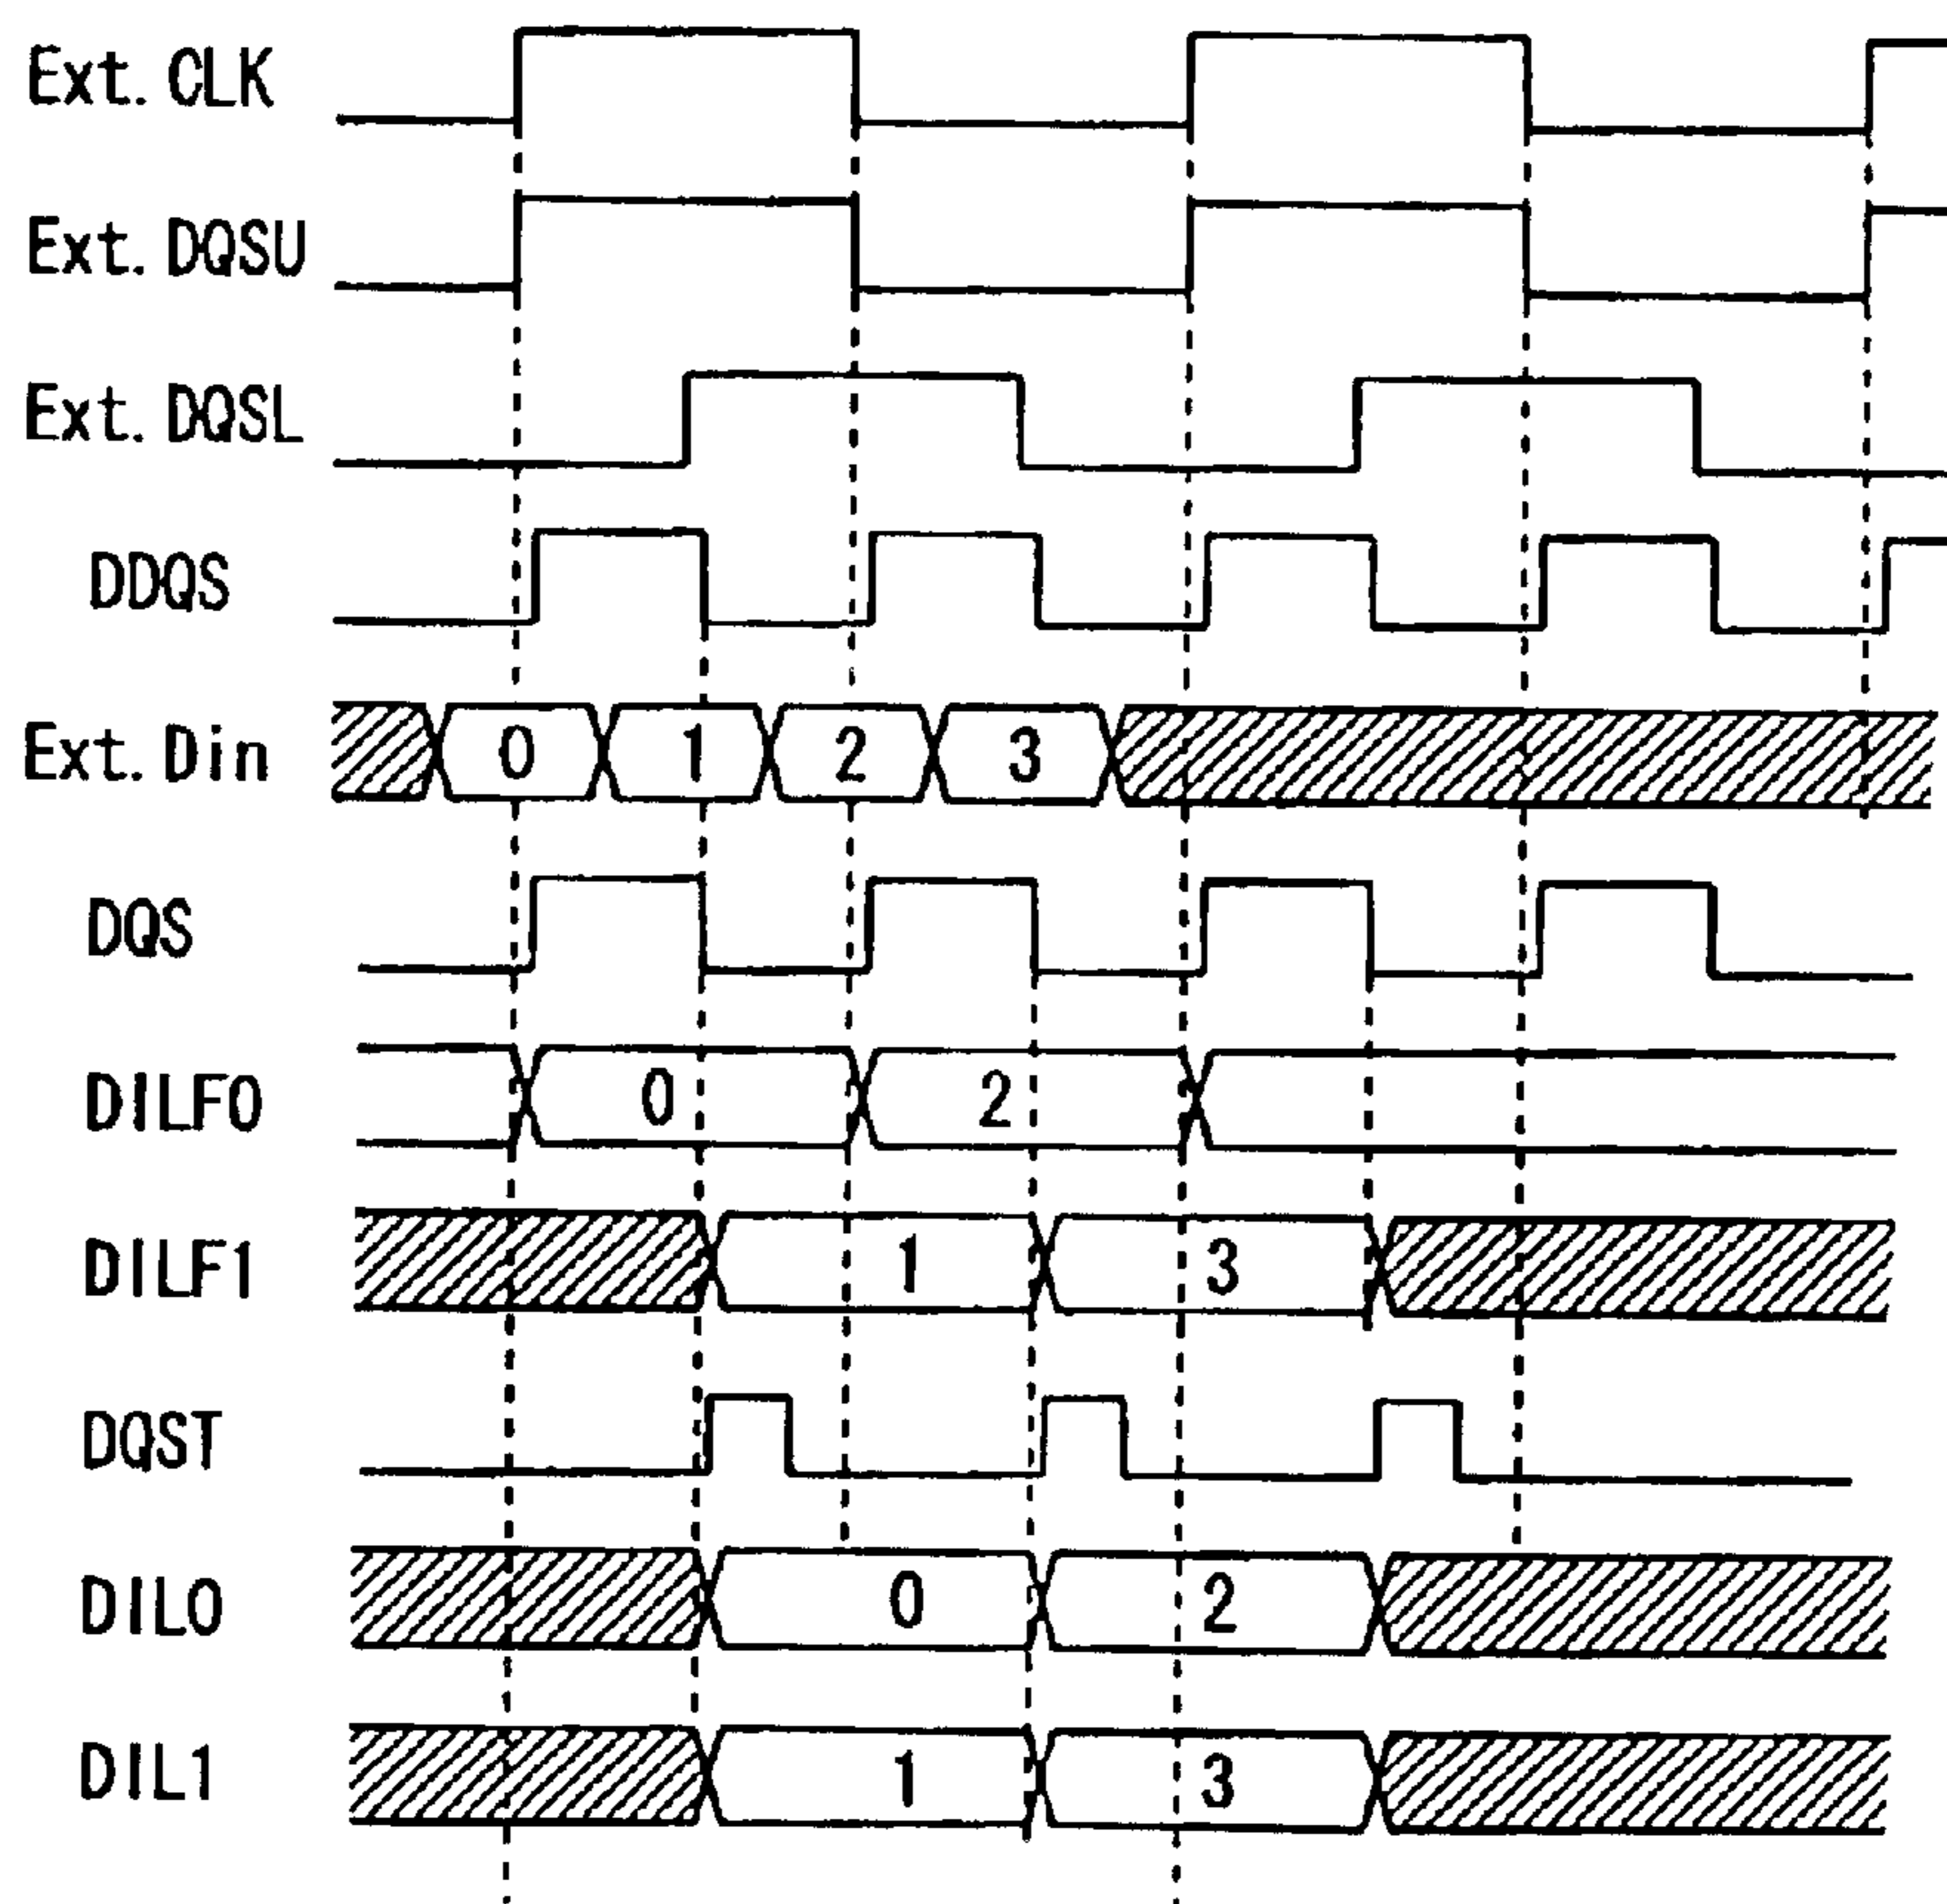 Ext. CLK
Ext. DQSU
Ext. DQSL
DDQS
Ext. Din 0 1 2 3
DQS
DILF0 0 2
DILF1 1 3
DQST
DIL0 0 2
DIL1 1 3